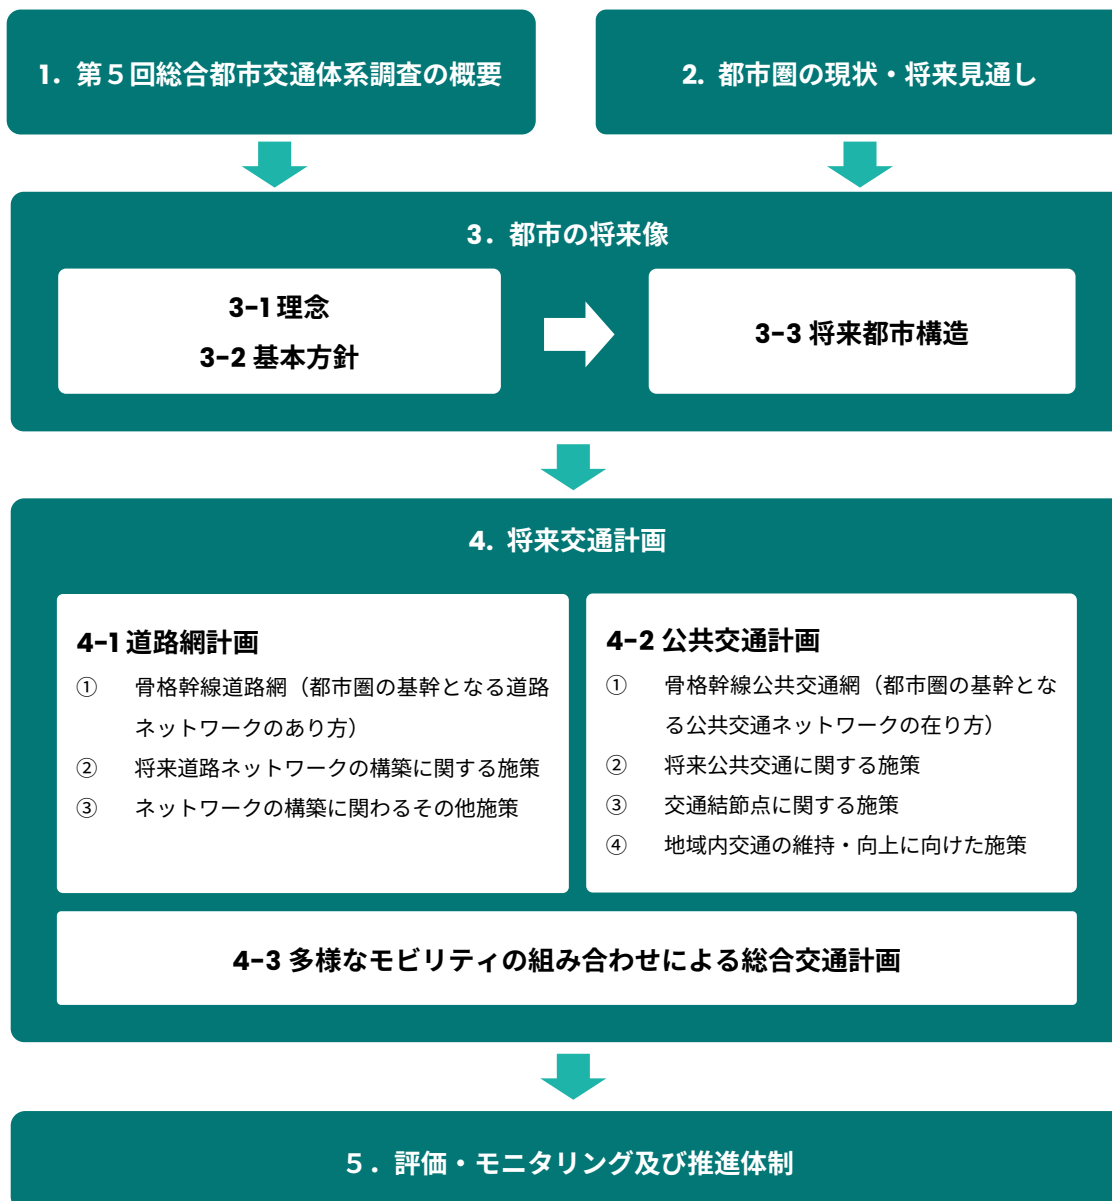 1. 第５回総合都市交通体系調査の概要
2. 都市圏の現状・将来見通し
3. 都市の将来像
3-1 理念
3-2 基本方針
3-3 将来都市構造
4. 将来交通計画
4-1 道路網計画
① 骨格幹線道路網（都市圏の基幹となる道路
ネットワークのあり方）
② 将来道路ネットワークの構築に関する施策
③ ネットワークの構築に関わるその他施策
4-2 公共交通計画
① 骨格幹線公共交通網（都市圏の基幹とな
る公共交通ネットワークの在り方）
② 将来公共交通に関する施策
③ 交通結節点に関する施策
④ 地域内交通の維持・向上に向けた施策
4-3 多様なモビリティの組み合わせによる総合交通計画
５. 評価・モニタリング及び推進体制